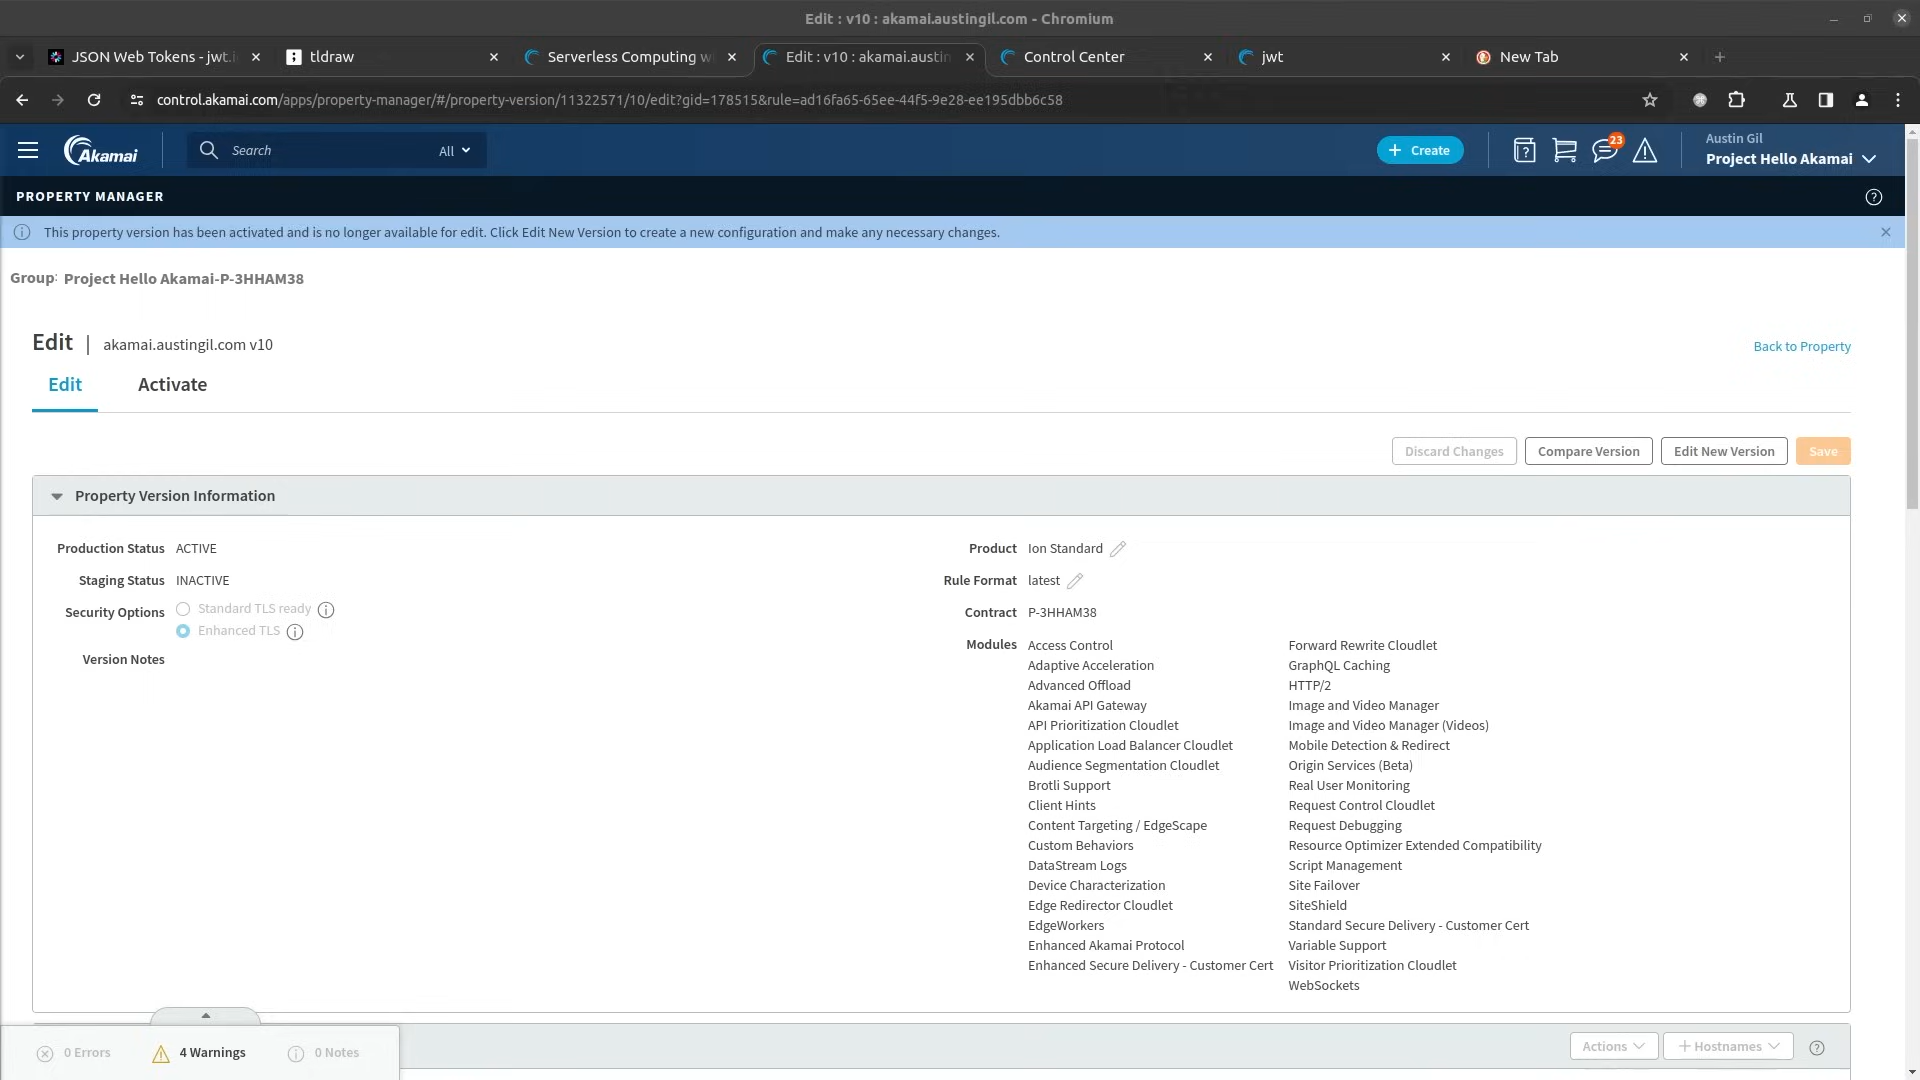 Edit : v10 : akamai.austingil.com - Chromium
JSON Web Tokens - jwt.i
tldraw
Serverless Computing w
Edit : v10 : akamai.austin
Control Center
jwt
New Tab
control.akamai.com/apps/property-manager/#/property-version/11322571/10/edit?gid=178515&rule=ad16fa65-65ee-44f5-9e28-ee195dbb6c58
Akamai
Search
All
+ Create
23
Austin Gil
Project Hello Akamai
PROPERTY MANAGER
This property version has been activated and is no longer available for edit. Click Edit New Version to create a new configuration and make any necessary changes.
Group: Project Hello Akamai-P-3HHAM38
Edit | akamai.austingil.com v10
Back to Property
Edit
Activate
Discard Changes
Compare Version
Edit New Version
Save
Property Version Information
Production Status ACTIVE
Staging Status INACTIVE
Security Options
Standard TLS ready
Enhanced TLS
Version Notes
Product Ion Standard
Rule Format latest
Contract P-3HHAM38
Modules
Access Control
Adaptive Acceleration
Advanced Offload
Akamai API Gateway
API Prioritization Cloudlet
Application Load Balancer Cloudlet
Audience Segmentation Cloudlet
Brotli Support
Client Hints
Content Targeting / EdgeScape
Custom Behaviors
DataStream Logs
Device Characterization
Edge Redirector Cloudlet
EdgeWorkers
Enhanced Akamai Protocol
Enhanced Secure Delivery - Customer Cert
Forward Rewrite Cloudlet
GraphQL Caching
HTTP/2
Image and Video Manager
Image and Video Manager (Videos)
Mobile Detection & Redirect
Origin Services (Beta)
Real User Monitoring
Request Control Cloudlet
Request Debugging
Resource Optimizer Extended Compatibility
Script Management
Site Failover
SiteShield
Standard Secure Delivery - Customer Cert
Variable Support
Visitor Prioritization Cloudlet
WebSockets
0 Errors
4 Warnings
0 Notes
Actions
+ Hostnames